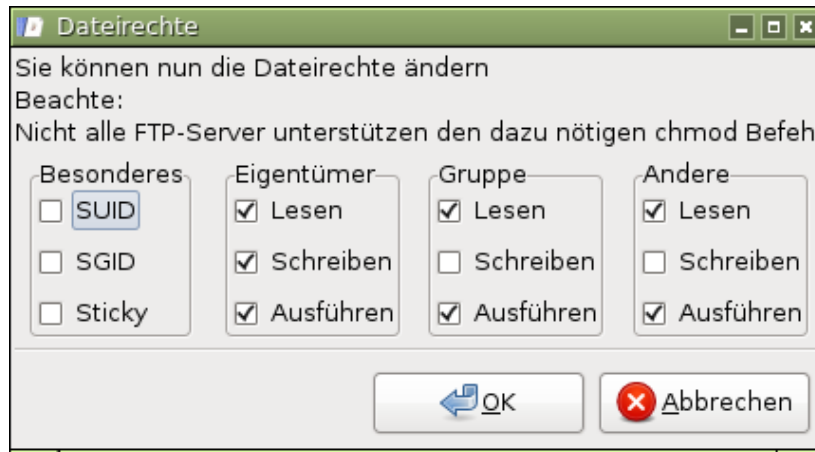 Dateirechte
Sie können nun die Dateirechte ändern
Beachte:
Nicht alle FTP-Server unterstützen den dazu nötigen chmod Befeh
Besonderes Eigentümer Gruppe Andere
SUID Lesen Lesen Lesen
SGID Schreiben Schreiben Schreiben
Sticky Ausführen Ausführen Ausführen
OK Abbrechen